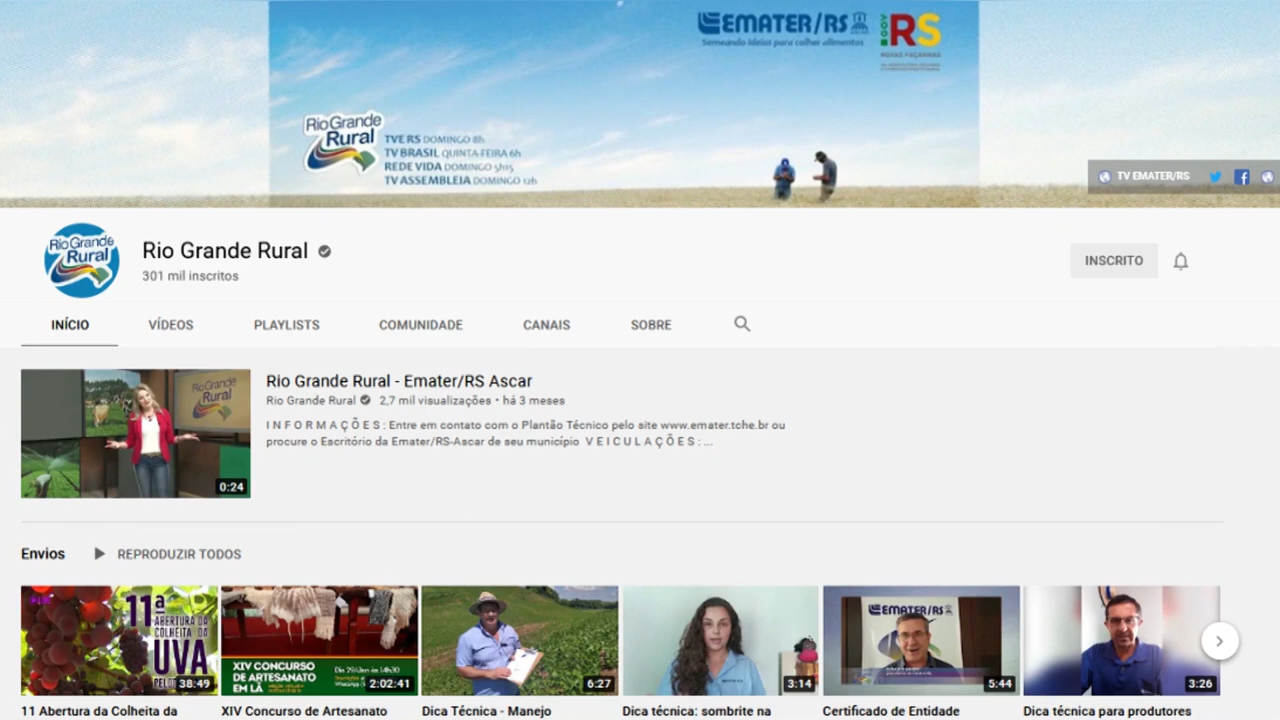 EMATER/RS
Semeando ideias para colher alimentos
GOV RS
NOVAS FAÇANHAS
Rio Grande
Rural
TVE RS DOMINGO 8h
TV BRASIL QUINTA-FEIRA 6h
REDE VIDA DOMINGO 5h15
TV ASSEMBLEIA DOMINGO 12h
TV EMATER/RS
Rio Grande
Rural
Rio Grande Rural
301 mil inscritos
INSCRITO
INÍCIO VÍDEOS PLAYLISTS COMUNIDADE CANAIS SOBRE
Rio Grande
Rural
0:24
Rio Grande Rural - Emater/RS Ascar
Rio Grande Rural 2,7 mil visualizações • há 3 meses
I N F O R M A Ç Õ E S : Entre em contato com o Plantão Técnico pelo site www.emater.tche.br ou
procure o Escritório da Emater/RS-Ascar de seu município V E I C U L A Ç Õ E S : ...
Envios REPRODUZIR TODOS
11ª
ABERTURA DA
COLHEITA DA
UVA
38:49
XIV CONCURSO
DE ARTESANATO
EM LÃ
2:02:41
6:27
3:14
EMATER/RS
5:44
3:26
11 Abertura da Colheita da
XIV Concurso de Artesanato
Dica Técnica - Manejo
Dica técnica: sombrite na
Certificado de Entidade
Dica técnica para produtores